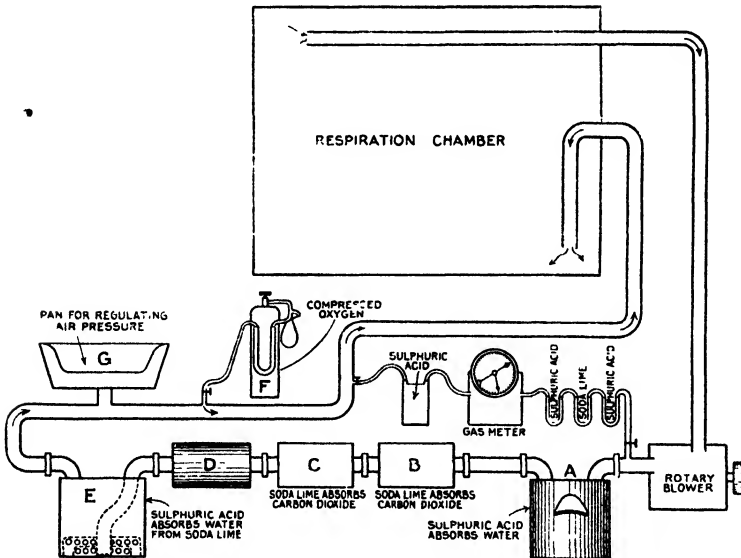 RESPIRATION CHAMBER
PAN FOR REGULATING
AIR PRESSURE
G
COMPRESSED
OXYGEN
F
SULPHURIC
ACID
GAS METER
SULPHURIC ACID
SODA LIME
SULPHURIC ACID
E
D
C
B
A
ROTARY
BLOWER
SULPHURIC ACID
ABSORBS WATER
FROM SODA LIME
SODA LIME ABSORBS
CARBON DIOXIDE
SODA LIME ABSORBS
CARBON DIOXIDE
SULPHURIC ACID
ABSORBS WATER